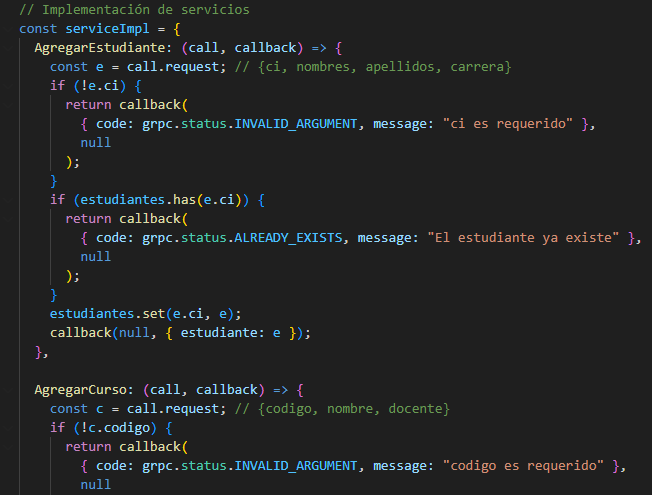 // Implementación de servicios
const serviceImpl = {
  AgregarEstudiante: (call, callback) => {
    const e = call.request; // {ci, nombres, apellidos, carrera}
    if (!e.ci) {
      return callback(
        { code: grpc.status.INVALID_ARGUMENT, message: "ci es requerido" },
        null
      );
    }
    if (estudiantes.has(e.ci)) {
      return callback(
        { code: grpc.status.ALREADY_EXISTS, message: "El estudiante ya existe" },
        null
      );
    }
    estudiantes.set(e.ci, e);
    callback(null, { estudiante: e });
  },

  AgregarCurso: (call, callback) => {
    const c = call.request; // {codigo, nombre, docente}
    if (!c.codigo) {
      return callback(
        { code: grpc.status.INVALID_ARGUMENT, message: "codigo es requerido" },
        null